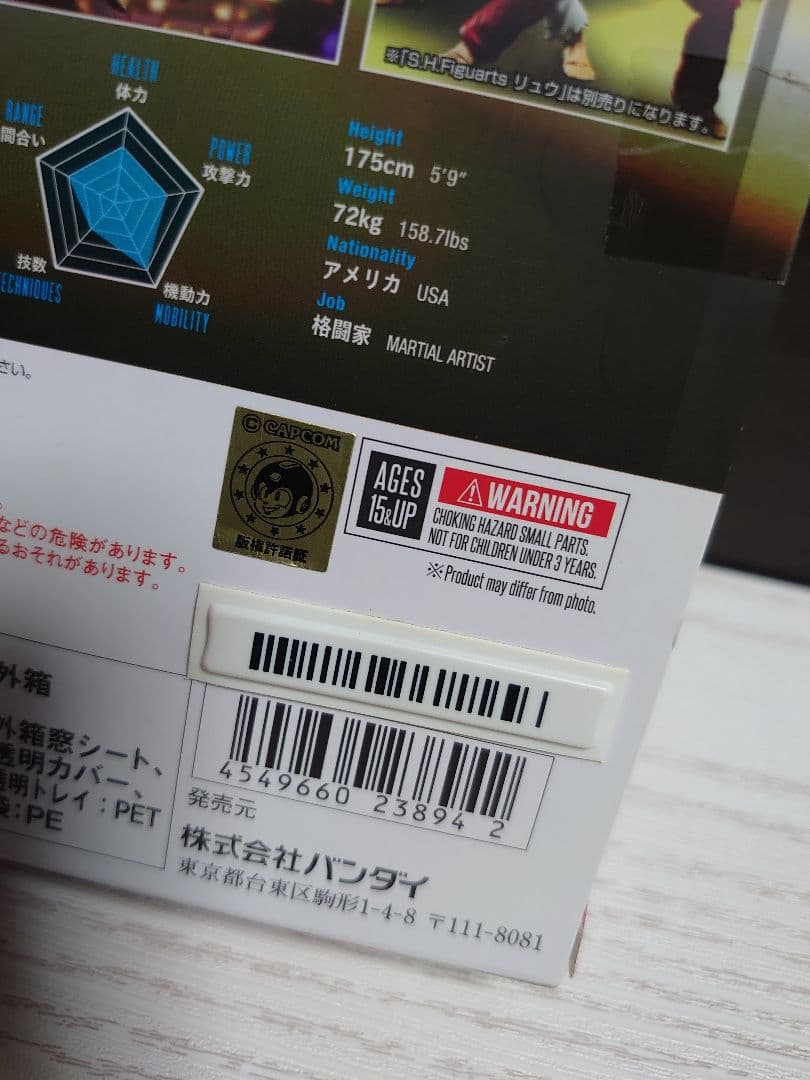 ※「S.H.Figuarts リュウ」は別売りになります。
HEALTH
体力
RANGE
間合い
POWER
攻撃力
技数
TECHNIQUES
機動力
MOBILITY
Height
175cm 5'9"
Weight
72kg 158.7lbs
Nationality
アメリカ USA
Job
格闘家 MARTIAL ARTIST
さい。
© CAPCOM
版権許諾証
AGES
15&UP
WARNING
CHOKING HAZARD SMALL PARTS.
NOT FOR CHILDREN UNDER 3 YEARS.
※Product may differ from photo.
などの危険があります。
るおそれがあります。
外箱
外箱窓シート、
透明カバー、
透明トレイ：PET
袋：PE
4549660 23894 2
発売元
株式会社バンダイ
東京都台東区駒形1-4-8 〒111-8081